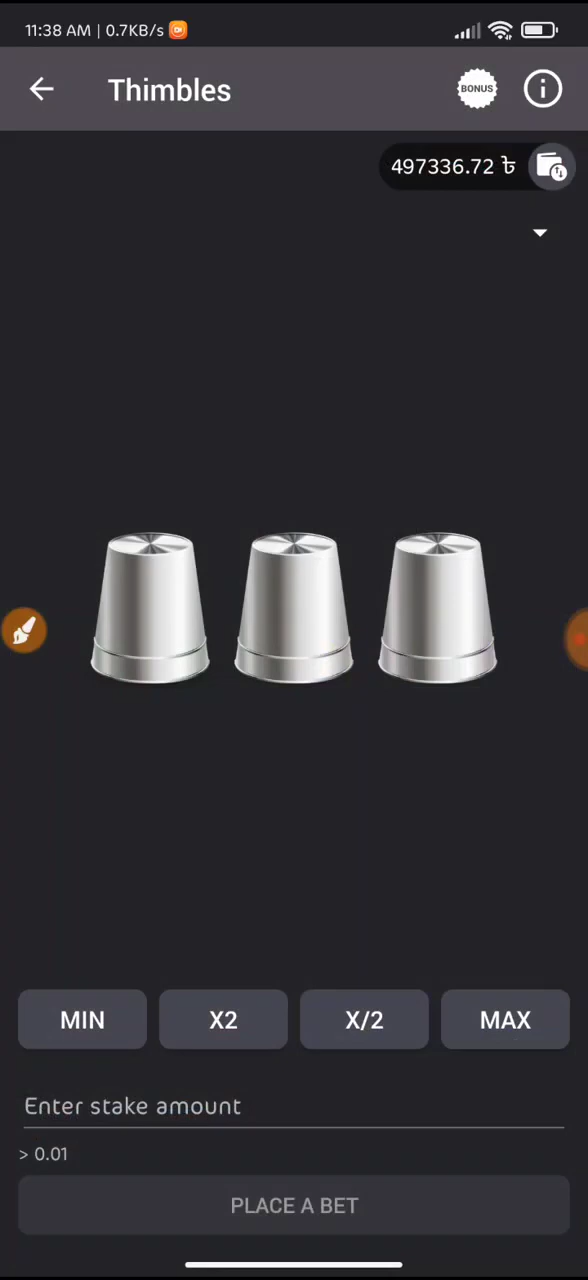 11:38 AM | 0.7KB/s
Thimbles
BONUS
497336.72 ৳
MIN
X2
X/2
MAX
Enter stake amount
> 0.01
PLACE A BET